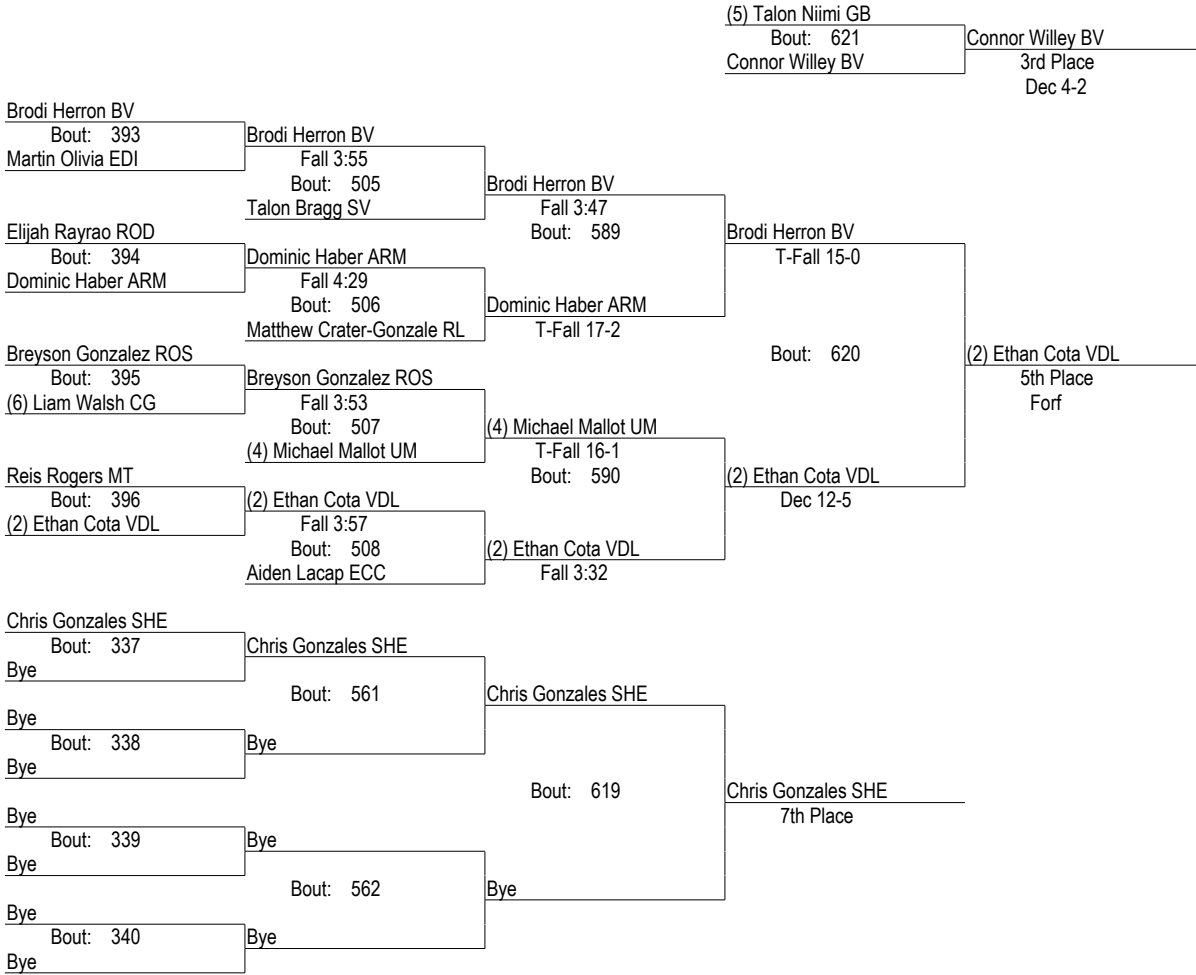 (5) Talon Niimi GB
Bout: 621
Connor Willey BV
Connor Willey BV
3rd Place
Dec 4-2
Brodi Herron BV
Bout: 393
Martin Olivia EDI
Brodi Herron BV
Fall 3:55
Bout: 505
Talon Bragg SV
Brodi Herron BV
Fall 3:47
Bout: 589
Elijah Rayrao ROD
Bout: 394
Dominic Haber ARM
Dominic Haber ARM
Fall 4:29
Bout: 506
Matthew Crater-Gonzale RL
Dominic Haber ARM
T-Fall 17-2
Brodi Herron BV
T-Fall 15-0
Bout: 620
(2) Ethan Cota VDL
5th Place
Forf
Breyson Gonzalez ROS
Bout: 395
(6) Liam Walsh CG
Breyson Gonzalez ROS
Fall 3:53
Bout: 507
(4) Michael Mallot UM
(4) Michael Mallot UM
T-Fall 16-1
Bout: 590
Reis Rogers MT
Bout: 396
(2) Ethan Cota VDL
(2) Ethan Cota VDL
Fall 3:57
Bout: 508
Aiden Lacap ECC
(2) Ethan Cota VDL
Fall 3:32
(2) Ethan Cota VDL
Dec 12-5
Chris Gonzales SHE
Bout: 337
Bye
Chris Gonzales SHE
Bout: 561
Chris Gonzales SHE
Bye
Bout: 338
Bye
Bye
Bout: 619
Chris Gonzales SHE
7th Place
Bye
Bout: 339
Bye
Bye
Bout: 562
Bye
Bye
Bout: 340
Bye
Bye